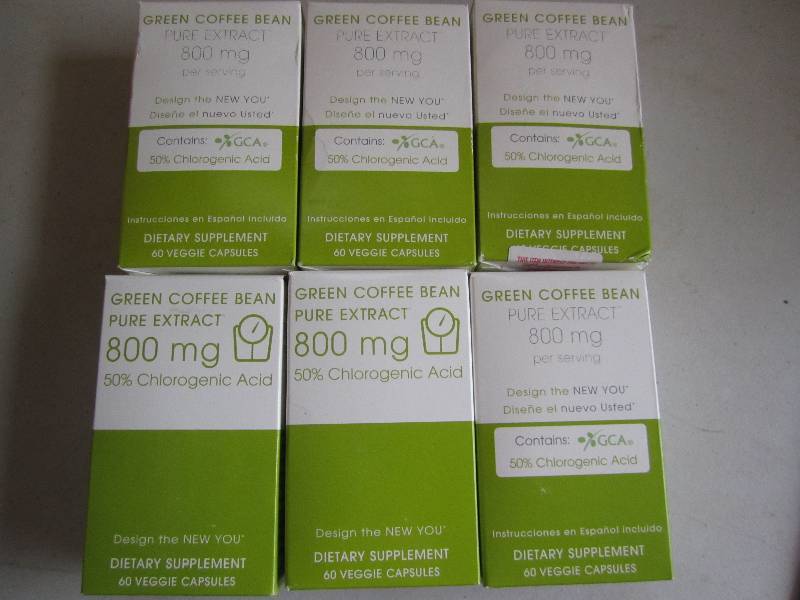 GREEN COFFEE BEAN
PURE EXTRACT
800 mg
per serving
Design the NEW YOU
Diseñe el nuevo Usted
Contains: GCA®
50% Chlorogenic Acid
Instrucciones en Español Incluido
DIETARY SUPPLEMENT
60 VEGGIE CAPSULES
GREEN COFFEE BEAN
PURE EXTRACT
800 mg
per serving
Design the NEW YOU
Diseñe el nuevo Usted
Contains: GCA®
50% Chlorogenic Acid
Instrucciones en Español Incluido
DIETARY SUPPLEMENT
60 VEGGIE CAPSULES
GREEN COFFEE BEAN
PURE EXTRACT
800 mg
per serving
Design the NEW YOU
Diseñe el nuevo Usted
Contains: GCA®
50% Chlorogenic Acid
Instrucciones en Español Incluido
DIETARY SUPPLEMENT
VEGGIE CAPSULES
THIS ITEM
GREEN COFFEE BEAN
PURE EXTRACT
800 mg
50% Chlorogenic Acid
Design the NEW YOU
DIETARY SUPPLEMENT
60 VEGGIE CAPSULES
GREEN COFFEE BEAN
PURE EXTRACT
800 mg
50% Chlorogenic Acid
Design the NEW YOU
DIETARY SUPPLEMENT
60 VEGGIE CAPSULES
GREEN COFFEE BEAN
PURE EXTRACT
800 mg
per serving
Design the NEW YOU
Diseñe el nuevo Usted
Contains: GCA®
50% Chlorogenic Acid
Instrucciones en Español Incluido
DIETARY SUPPLEMENT
60 VEGGIE CAPSULES